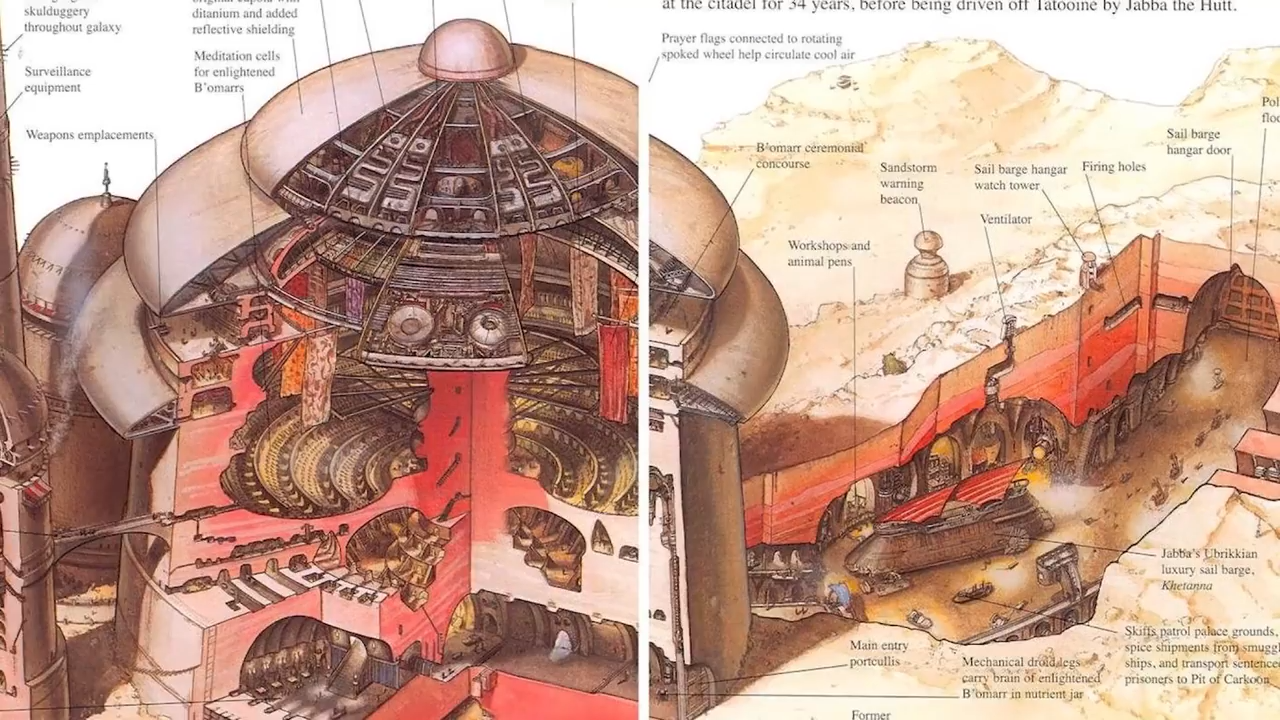 skulduggery
throughout galaxy
Surveillance
equipment
Weapons emplacements
ditanium and added
reflective shielding
Meditation cells
for enlightened
B'omarrs
at the citadel for 34 years, before being driven off Tatooine by Jabba the Hutt.
Prayer flags connected to rotating
spoked wheel help circulate cool air
B'omarr ceremonial
concourse
Sandstorm
warning
beacon
Sail barge hangar
watch tower
Firing holes
Sail barge
hangar door
Ventilator
Workshops and
animal pens
Jabba's Ubrikkian
luxury sail barge,
Khetanna
Skiffs patrol palace grounds,
spice shipments from
ships, and transport
prisoners to Pit of Carkoon
Main entry
portcullis
Mechanical droid legs
carry brain of enlightened
B'omarr in nutrient jar
Former